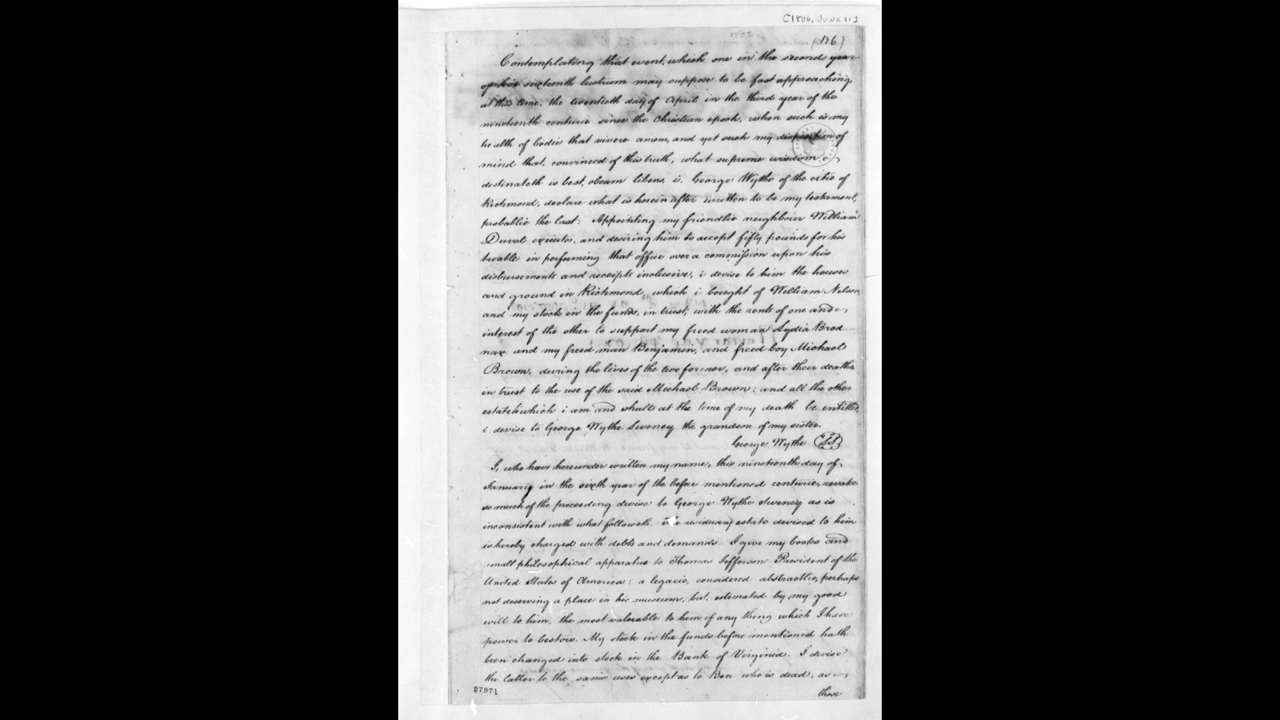 C1806, June 11]
1803
(176)
Contemplating that event, which one in the second year
of his sixteenth lustrum may suppose to be fast approaching
at this time, the twentieth day of April in the third year of the
nineteenth centurie since the Christian epoch, when such is my
health of bodie that vivere amem, and yet such my disposition of
mind that, convinced of this truth, what supreme wisdom
destinateth is best, obeam libens, i, George Wythe of the citie of
Richmond, declare what is herein after written to be my testament,
probablie the last: Appointing my friendlie neighbour William
Duval executor, and desiring him to accept fifty pounds for his
trouble in performing that office over a commission upon his
disbursements and receipts inclusive, i devise to him the houses
and ground in Richmond, which i bought of William Nelson,
and my stock in the funds, in trust, with the rents of one and
interest of the other to support my freed woman Lydia Brod
nax and my freed man Benjamin, and freed boy Michael
Brown, during the lives of the two former, and after their deaths
in trust to the use of the said Michael Brown; and all the other
estate which i am and shall at the time of my death be entitled,
i devise to George Wythe Sweney the grandson of my sister.
George Wythe (LS)
I, who have hereunder written my name, this nineteenth day of
January in the sixth year of the before mentioned centurie, revoke
so much of the preceeding devise to George Wythe Sweney as is
inconsistent with what followeth. The residuary estate devised to him
is hereby charged with debts and demands. I give my books and
small philosophical apparatus to Thomas Jefferson President of the
United States of America: a legacie, considered abstractlie, perhaps
not deserving a place in his museum, but, estimated by my good
will to him, the most valuable to him of any thing which I have
power to bestow. My stock in the funds before mentioned hath
been changed into stock in the Bank of Virginia. I devise
the latter to the same uses except as to Ben who is dead, as
those
27971